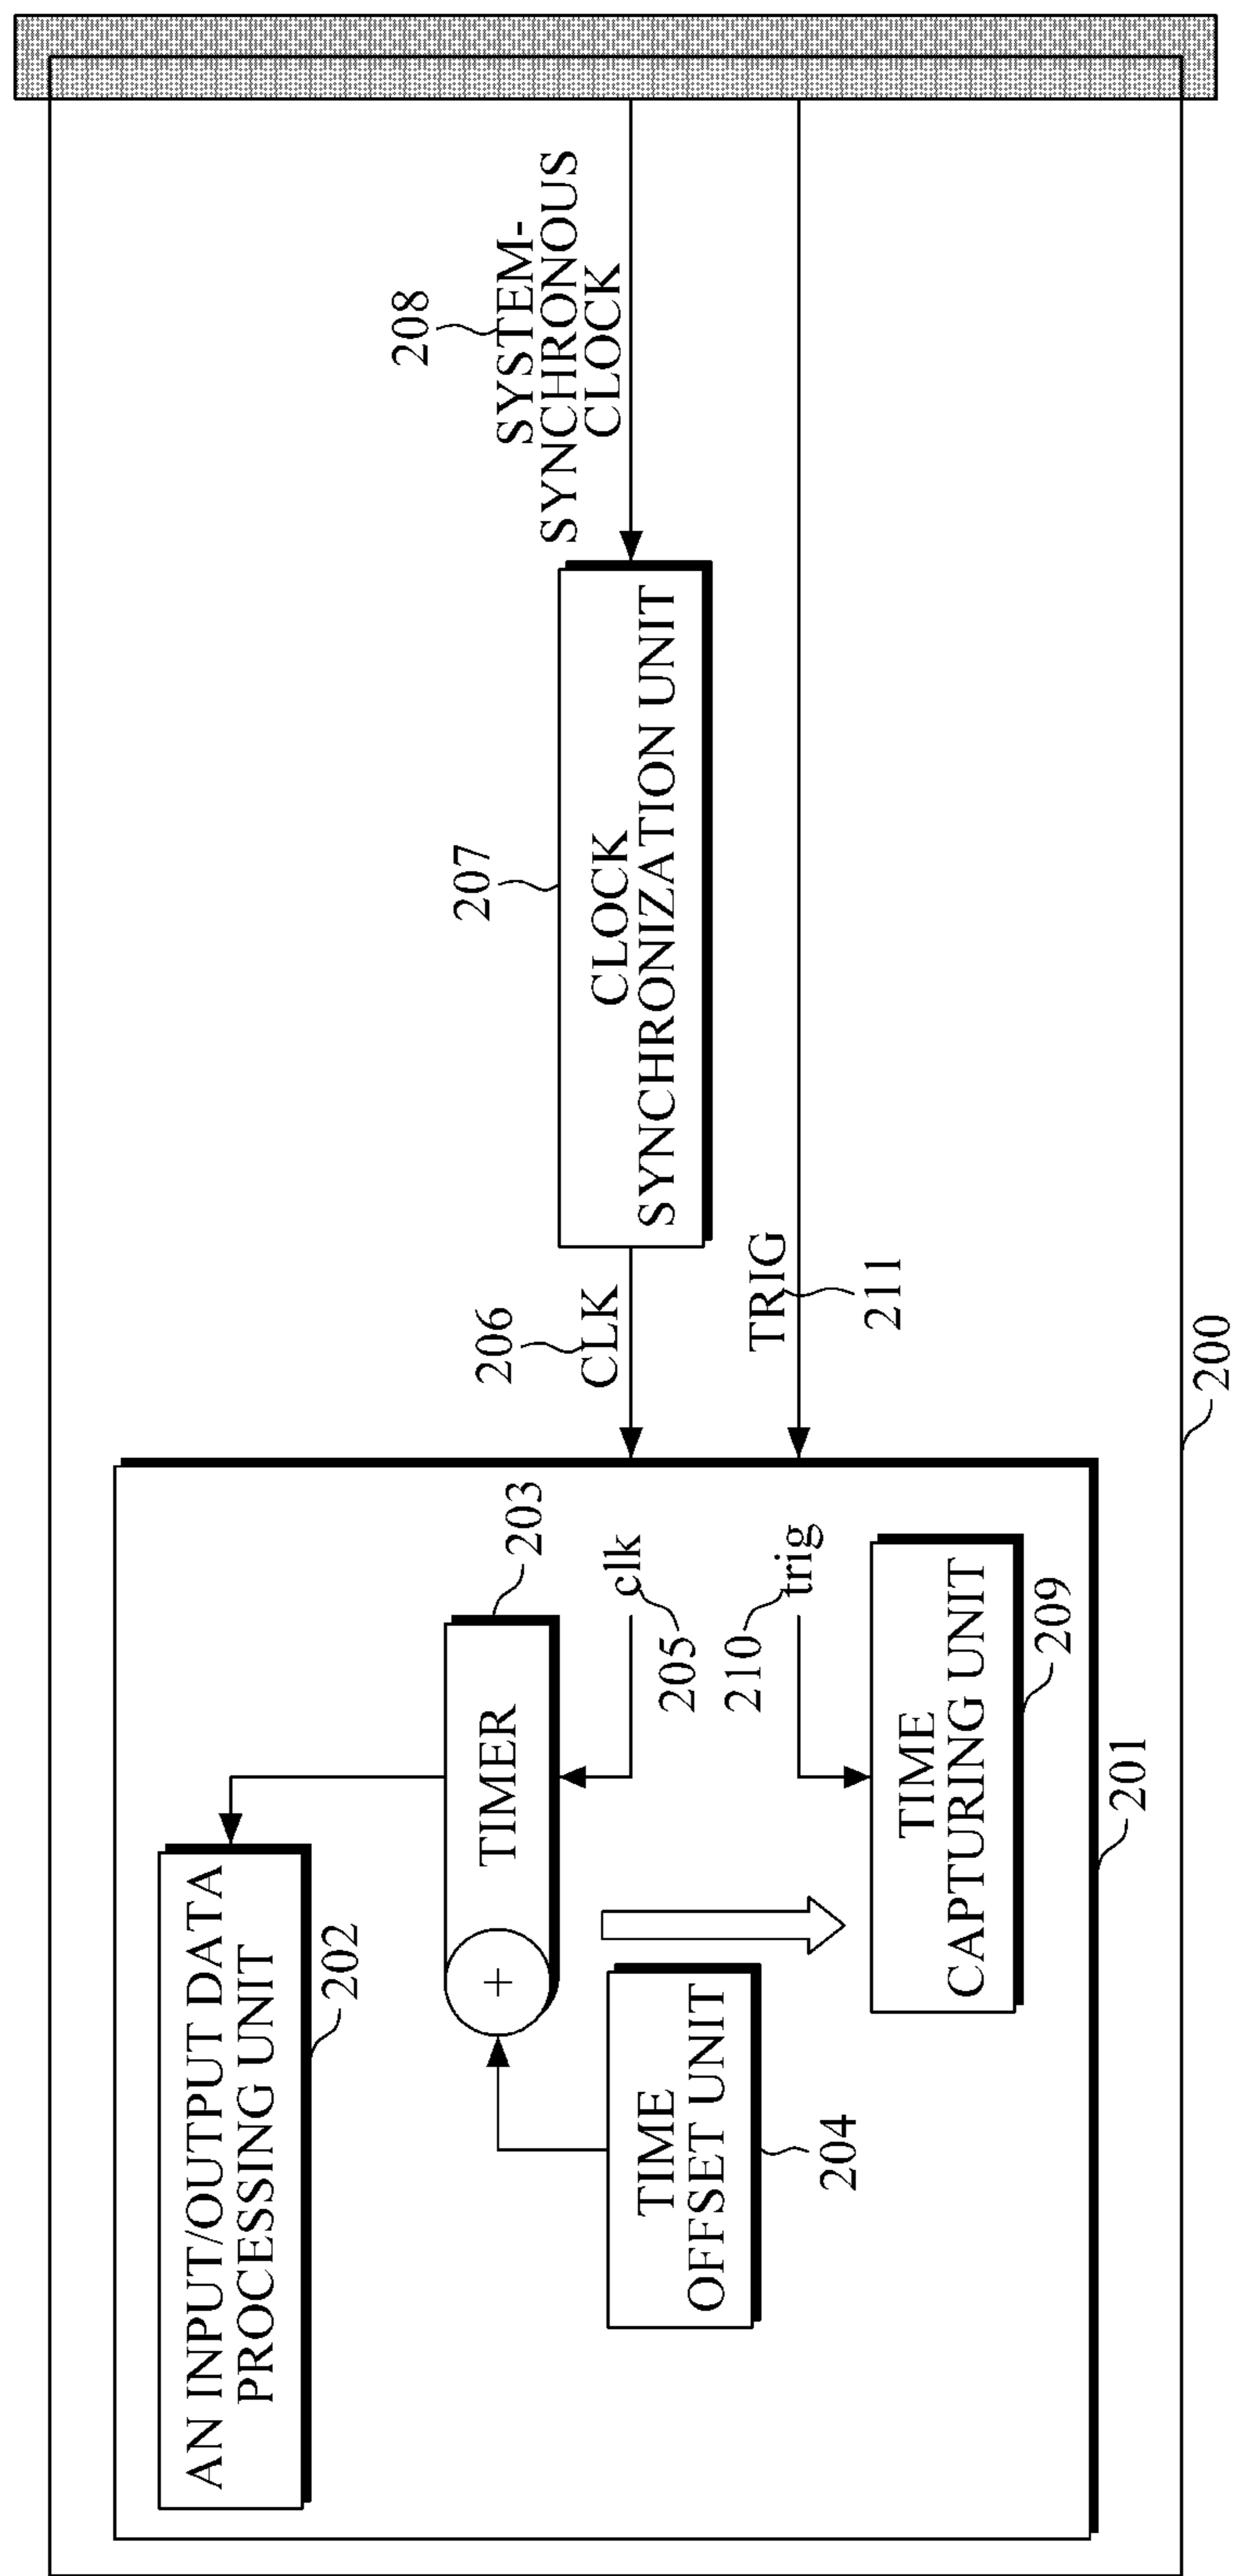 AN INPUT/OUTPUT DATA
PROCESSING UNIT
202
TIMER
203
+
TIME
OFFSET UNIT
204
clk
205
210
trig
TIME
CAPTURING UNIT
209
201
206
CLK
TRIG
211
207
CLOCK
SYNCHRONIZATION UNIT
208
SYSTEM-
SYNCHRONOUS
CLOCK
200